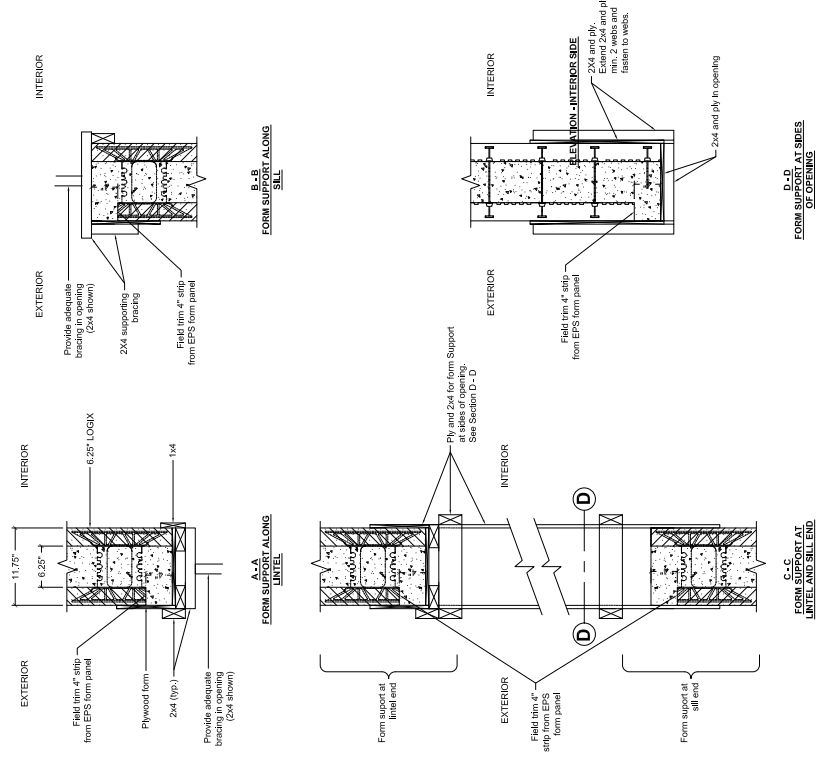 EXTERIOR
INTERIOR
11.75"
6.25"
6.25" LOGIX
1x4
Field trim 4" strip
from EPS form panel
Plywood form
2x4 (typ.)
Provide adequate
bracing in opening
(2x4 shown)
A - A
FORM SUPPORT ALONG
LINTEL
EXTERIOR
INTERIOR
Provide adequate
bracing in opening
(2x4 shown)
2X4 supporting
bracing
Field trim 4" strip
from EPS form panel
B - B
FORM SUPPORT ALONG
SILL
Form suport at
lintel end
EXTERIOR
Field trim 4"
strip from EPS
form panel
Form support at
sill end
Ply and 2x4 for form Support
at sides of opening.
See Section D - D
INTERIOR
D
D
C - C
FORM SUPPORT AT
LINTEL AND SILL END
EXTERIOR
INTERIOR
ELEVATION - INTERIOR SIDE
2X4 and ply.
Extend 2x4 and pl
min. 2 webs and
fasten to webs.
Field trim 4" strip
from EPS form panel
2x4 and ply in opening
D - D
FORM SUPPORT AT SIDES
OF OPENING